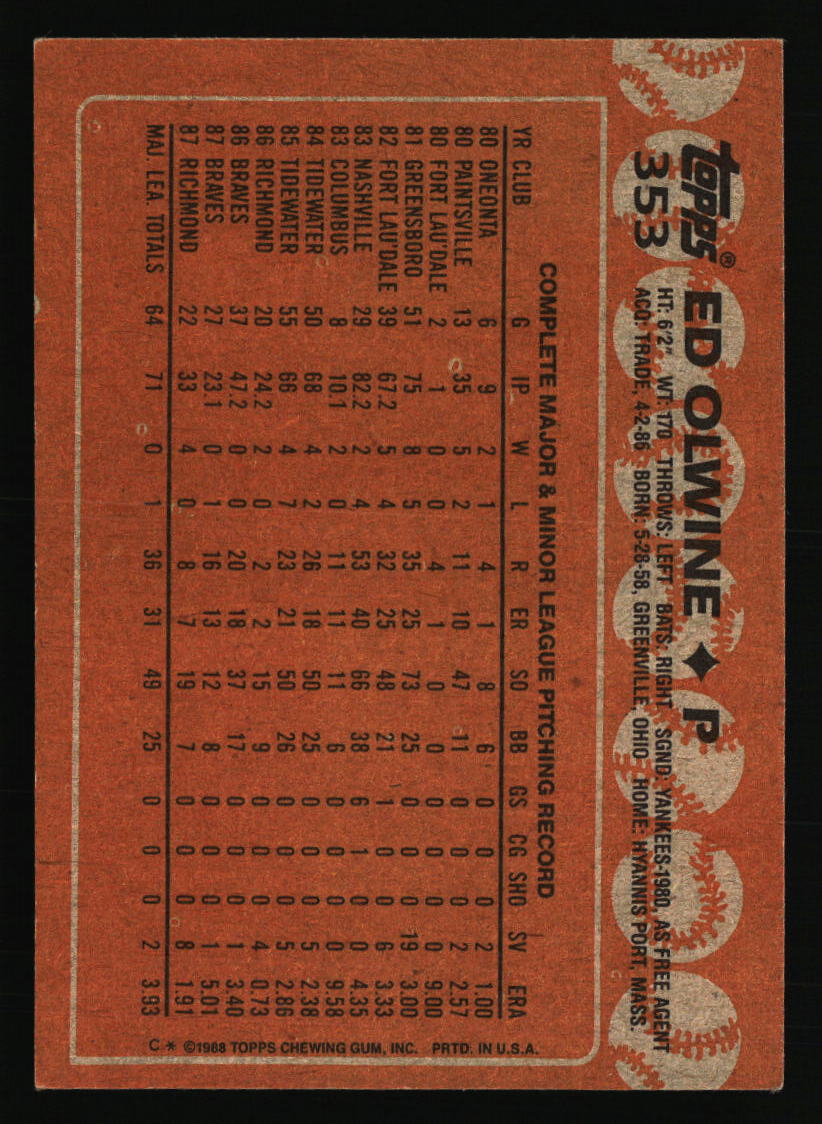 topps®
353
ED OLWINE ♦ P
HT: 6'2" WT: 170 THROWS: LEFT BATS: RIGHT SGND: YANKEES-1980, AS FREE AGENT
ACQ: TRADE, 4-2-86 BORN: 5-28-58, GREENVILLE, OHIO HOME: HYANNIS PORT, MASS.
COMPLETE MAJOR & MINOR LEAGUE PITCHING RECORD
YR CLUB G IP W L R ER SO BB GS CG SHO SV ERA
80 ONEONTA 6 9 2 1 4 1 8 6 0 0 0 2 1.00
80 PAINTSVILLE 13 35 5 2 11 10 47 11 0 0 0 2 2.57
80 FORT LAU'DALE 2 1 0 0 4 1 0 0 0 0 0 0 9.00
81 GREENSBORO 51 75 8 5 35 25 73 25 0 0 0 19 3.00
82 FORT LAU'DALE 39 67.2 5 4 32 25 48 21 1 0 0 6 3.33
83 NASHVILLE 29 82.2 2 4 53 40 66 38 6 1 0 0 4.35
83 COLUMBUS 8 10.1 2 0 11 11 11 6 0 0 0 0 9.58
84 TIDEWATER 50 68 4 2 26 18 50 25 0 0 0 5 2.38
85 TIDEWATER 55 66 4 7 23 21 50 26 0 0 0 5 2.86
86 RICHMOND 20 24.2 2 0 2 2 15 9 0 0 0 4 0.73
86 BRAVES 37 47.2 0 0 20 18 37 17 0 0 0 1 3.40
87 BRAVES 27 23.1 0 1 16 13 12 8 0 0 0 1 5.01
87 RICHMOND 22 33 4 0 8 7 19 7 0 0 0 8 1.91
MAJ. LEA. TOTALS 64 71 0 1 36 31 49 25 0 0 0 2 3.93
C* ©1988 TOPPS CHEWING GUM, INC. PRTD. IN U.S.A.